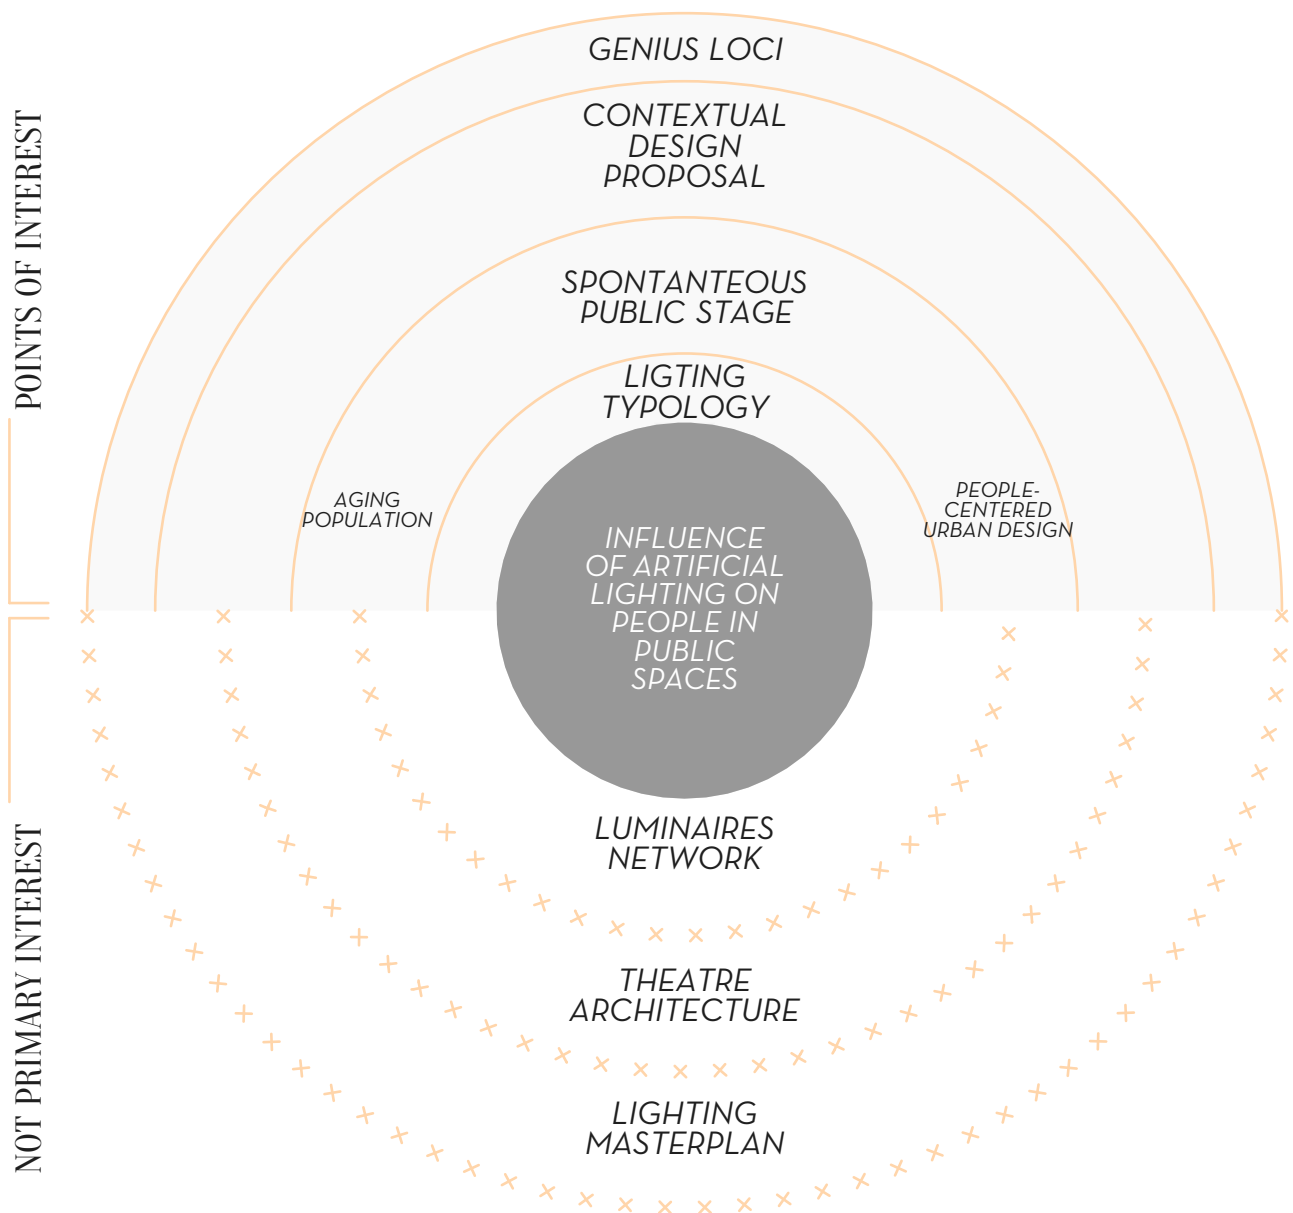 POINTS OF INTEREST
GENIUS LOCI
CONTEXTUAL
DESIGN
PROPOSAL
SPONTANTEOUS
PUBLIC STAGE
LIGTING
TYPOLOGY
AGING
POPULATION
PEOPLE-
CENTERED
URBAN DESIGN
INFLUENCE
OF ARTIFICIAL
LIGHTING ON
PEOPLE IN
PUBLIC
SPACES
NOT PRIMARY INTEREST
LUMINAIRES
NETWORK
THEATRE
ARCHITECTURE
LIGHTING
MASTERPLAN